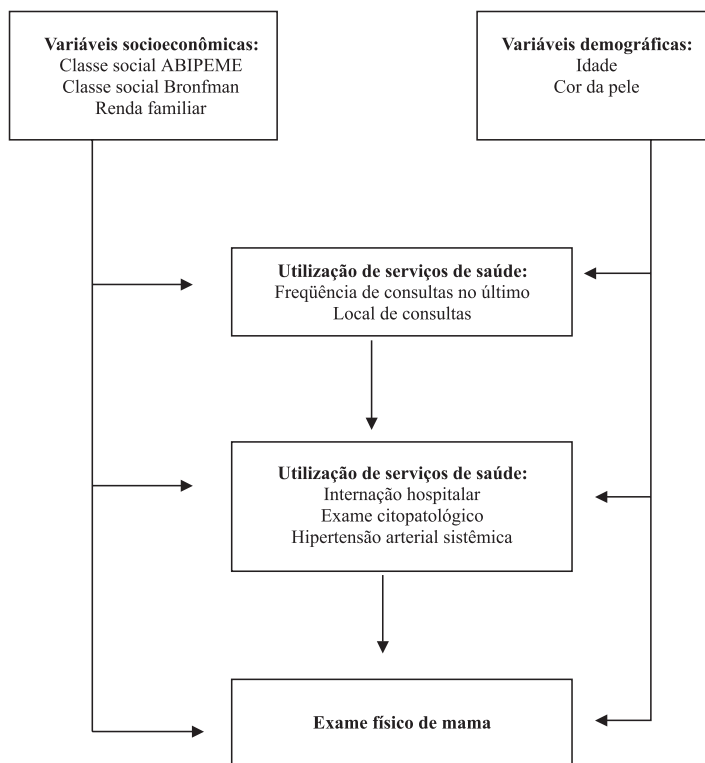 Variáveis socioeconômicas:
Classe social ABIPEME
Classe social Bronfman
Renda familiar
Variáveis demográficas:
Idade
Cor da pele
Utilização de serviços de saúde:
Freqüência de consultas no último
Local de consultas
Utilização de serviços de saúde:
Internação hospitalar
Exame citopatológico
Hipertensão arterial sistêmica
Exame físico de mama